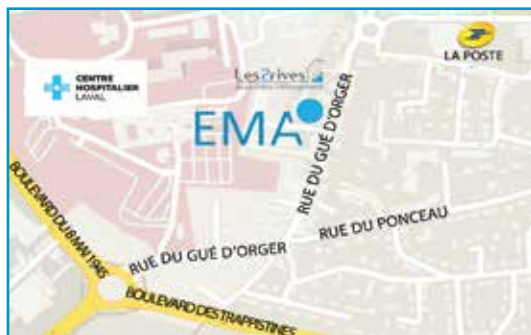 LA POSTE
Les 2 rives
CENTRE
HOSPITALIER
LAVAL
EMA
RUE DU GUÉ D'ORGER
RUE DU PONCEAU
BOULEVARD DU 8 MAI 1945
RUE DU GUÉ D'ORGER
BOULEVARD DES TRAPPISTINES